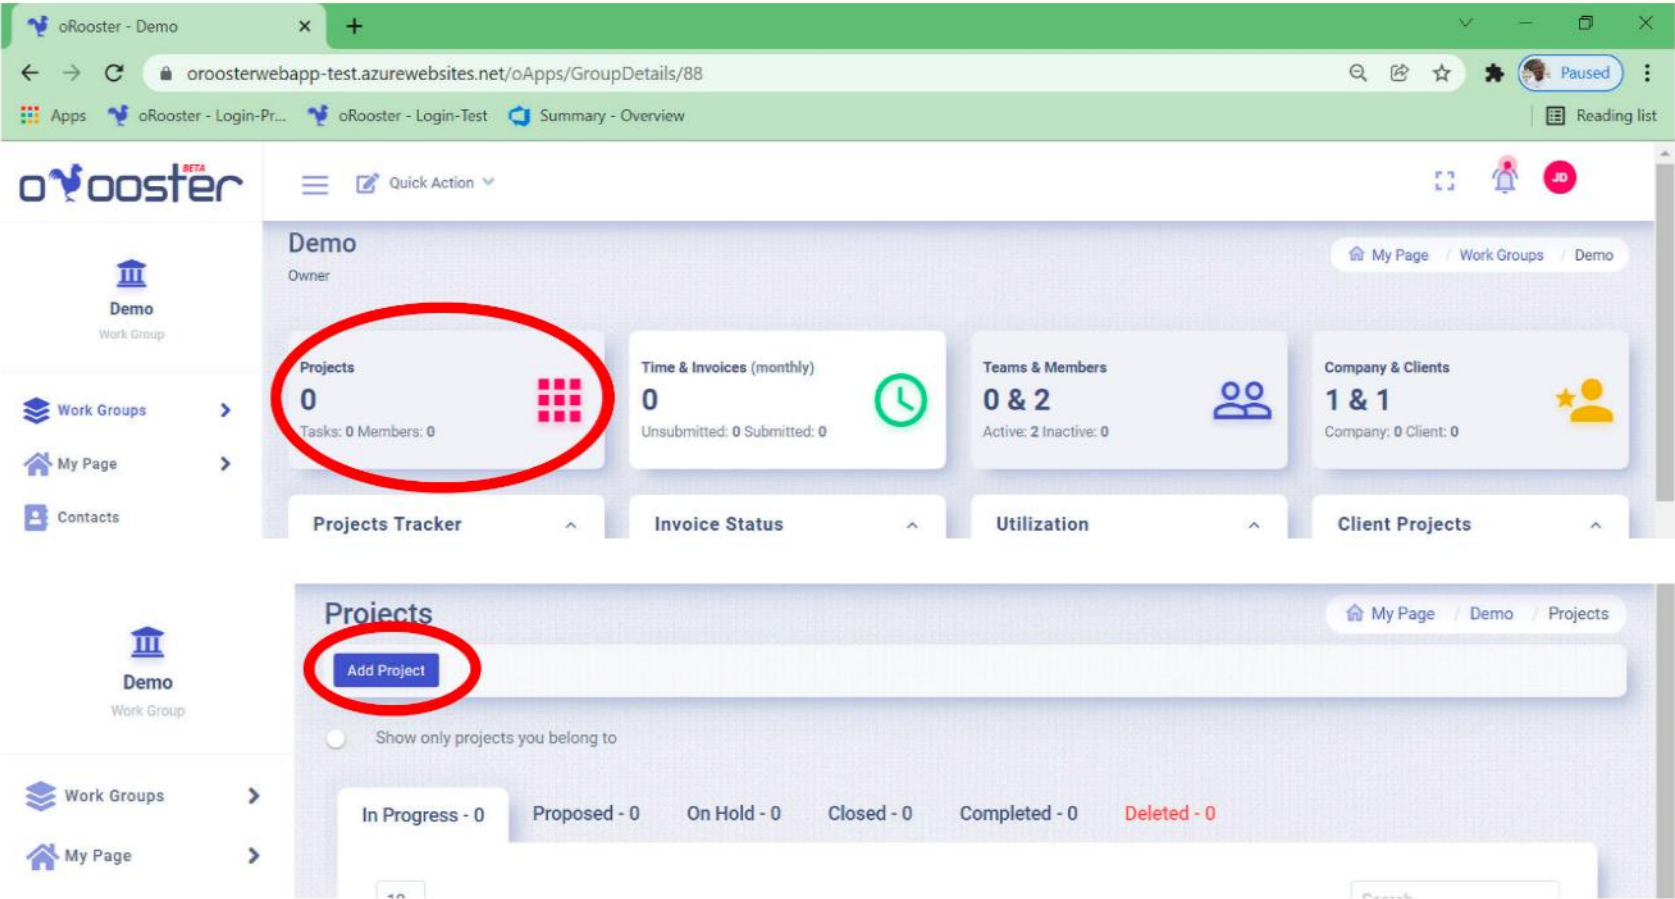 oRooster - Demo
oroosterwebapp-test.azurewebsites.net/oApps/GroupDetails/88
Paused
Apps oRooster - Login-Pr... oRooster - Login-Test Summary - Overview Reading list
oRooster BETA
Quick Action
JD
Demo
Owner
My Page / Work Groups / Demo
Demo
Work Group
Projects
0
Tasks: 0 Members: 0
Time & Invoices (monthly)
0
Unsubmitted: 0 Submitted: 0
Teams & Members
0 & 2
Active: 2 Inactive: 0
Company & Clients
1 & 1
Company: 0 Client: 0
Work Groups
My Page
Contacts
Projects Tracker
Invoice Status
Utilization
Client Projects
Projects
My Page / Demo / Projects
Add Project
Demo
Work Group
Show only projects you belong to
Work Groups
My Page
In Progress - 0 Proposed - 0 On Hold - 0 Closed - 0 Completed - 0 Deleted - 0